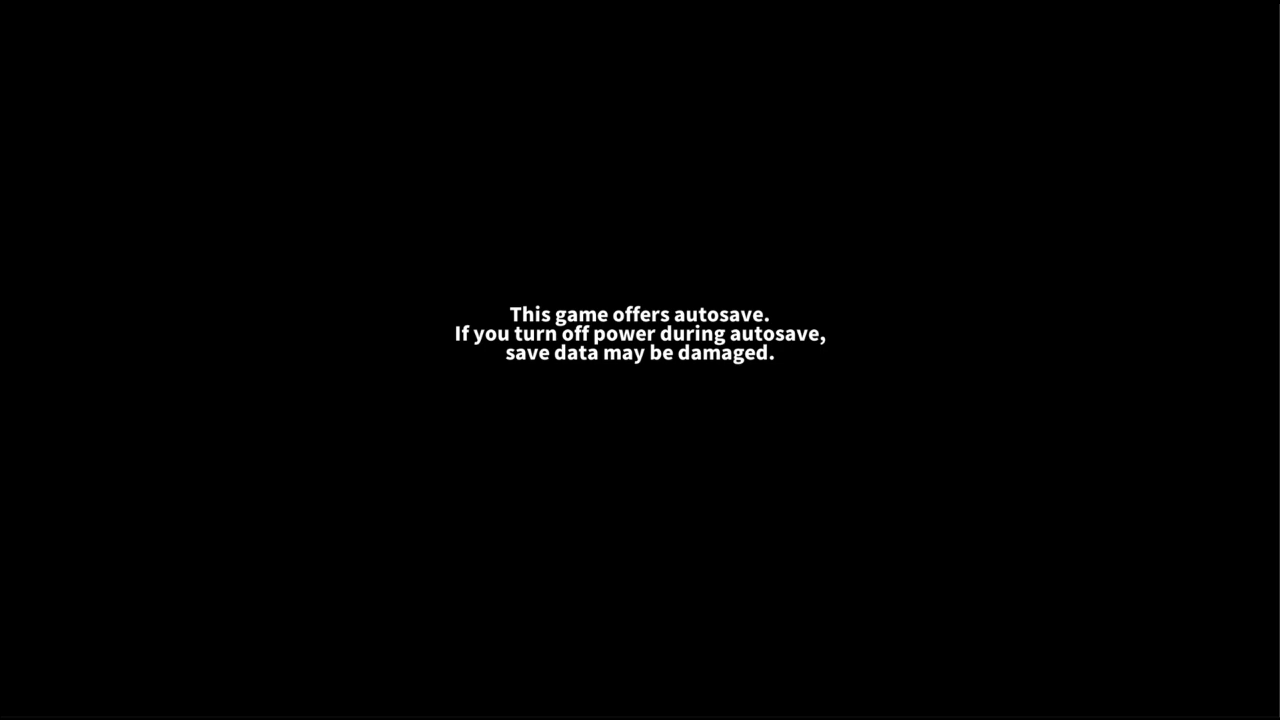 This game offers autosave.
If you turn off power during autosave,
save data may be damaged.